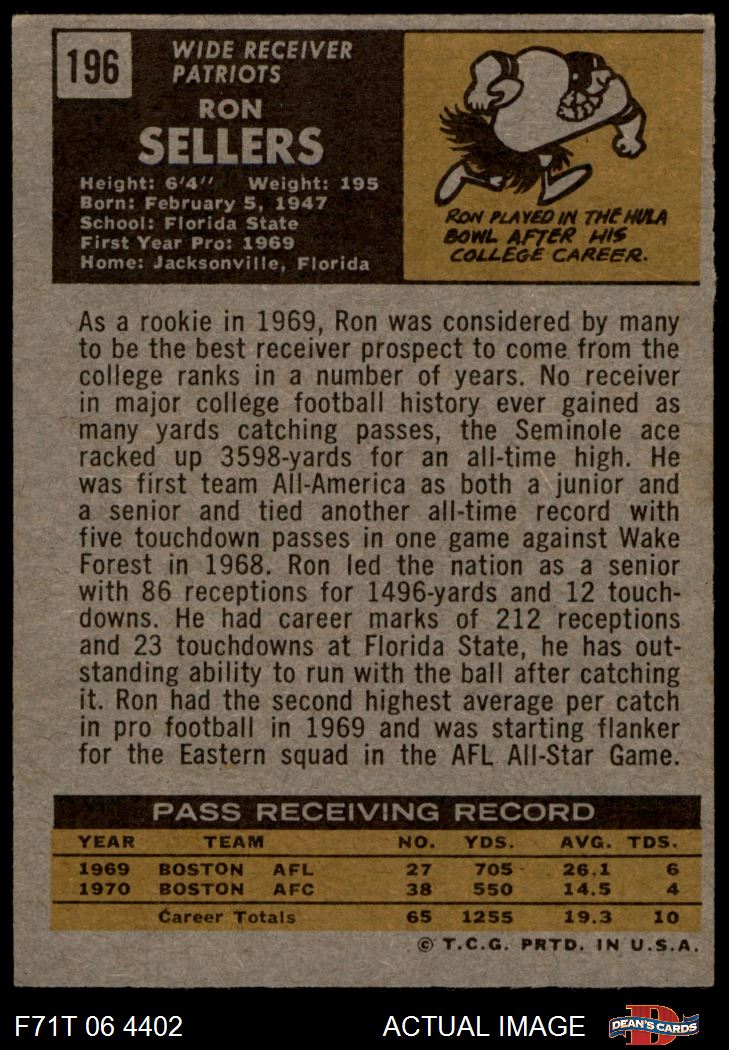 196
WIDE RECEIVER
PATRIOTS
RON
SELLERS
Height: 6'4" Weight: 195
Born: February 5, 1947
School: Florida State
First Year Pro: 1969
Home: Jacksonville, Florida
RON PLAYED IN THE HULA
BOWL AFTER HIS
COLLEGE CAREER.
As a rookie in 1969, Ron was considered by many
to be the best receiver prospect to come from the
college ranks in a number of years. No receiver
in major college football history ever gained as
many yards catching passes, the Seminole ace
racked up 3598-yards for an all-time high. He
was first team All-America as both a junior and
a senior and tied another all-time record with
five touchdown passes in one game against Wake
Forest in 1968. Ron led the nation as a senior
with 86 receptions for 1496-yards and 12 touch-
downs. He had career marks of 212 receptions
and 23 touchdowns at Florida State, he has out-
standing ability to run with the ball after catching
it. Ron had the second highest average per catch
in pro football in 1969 and was starting flanker
for the Eastern squad in the AFL All-Star Game.
PASS RECEIVING RECORD
YEAR TEAM NO. YDS. AVG. TDS.
1969 BOSTON AFL 27 705 26.1 6
1970 BOSTON AFC 38 550 14.5 4
Career Totals 65 1255 19.3 10
© T.C.G. PRTD. IN U.S.A.
F71T 06 4402 ACTUAL IMAGE D DEAN'S CARDS